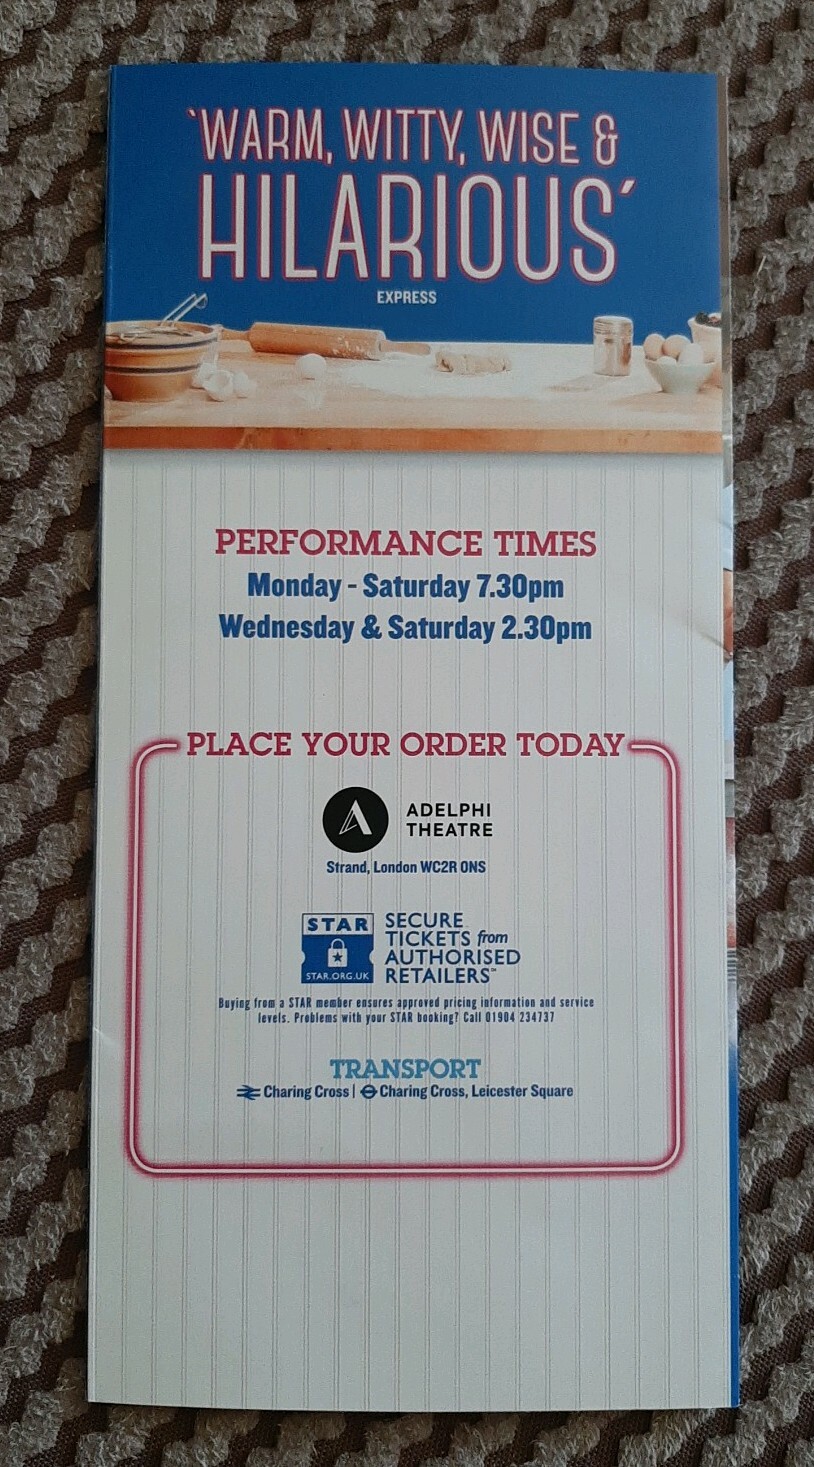 ‵WARM, WITTY, WISE &
HILARIOUS′
EXPRESS
PERFORMANCE TIMES
Monday - Saturday 7.30pm
Wednesday & Saturday 2.30pm
PLACE YOUR ORDER TODAY
ADELPHI
THEATRE
Strand, London WC2R 0NS
STAR
STAR.ORG.UK
SECURE
TICKETS from
AUTHORISED
RETAILERS™
Buying from a STAR member ensures approved pricing information and service
levels. Problems with your STAR booking? Call 01904 234737
TRANSPORT
Charing Cross | Charing Cross, Leicester Square